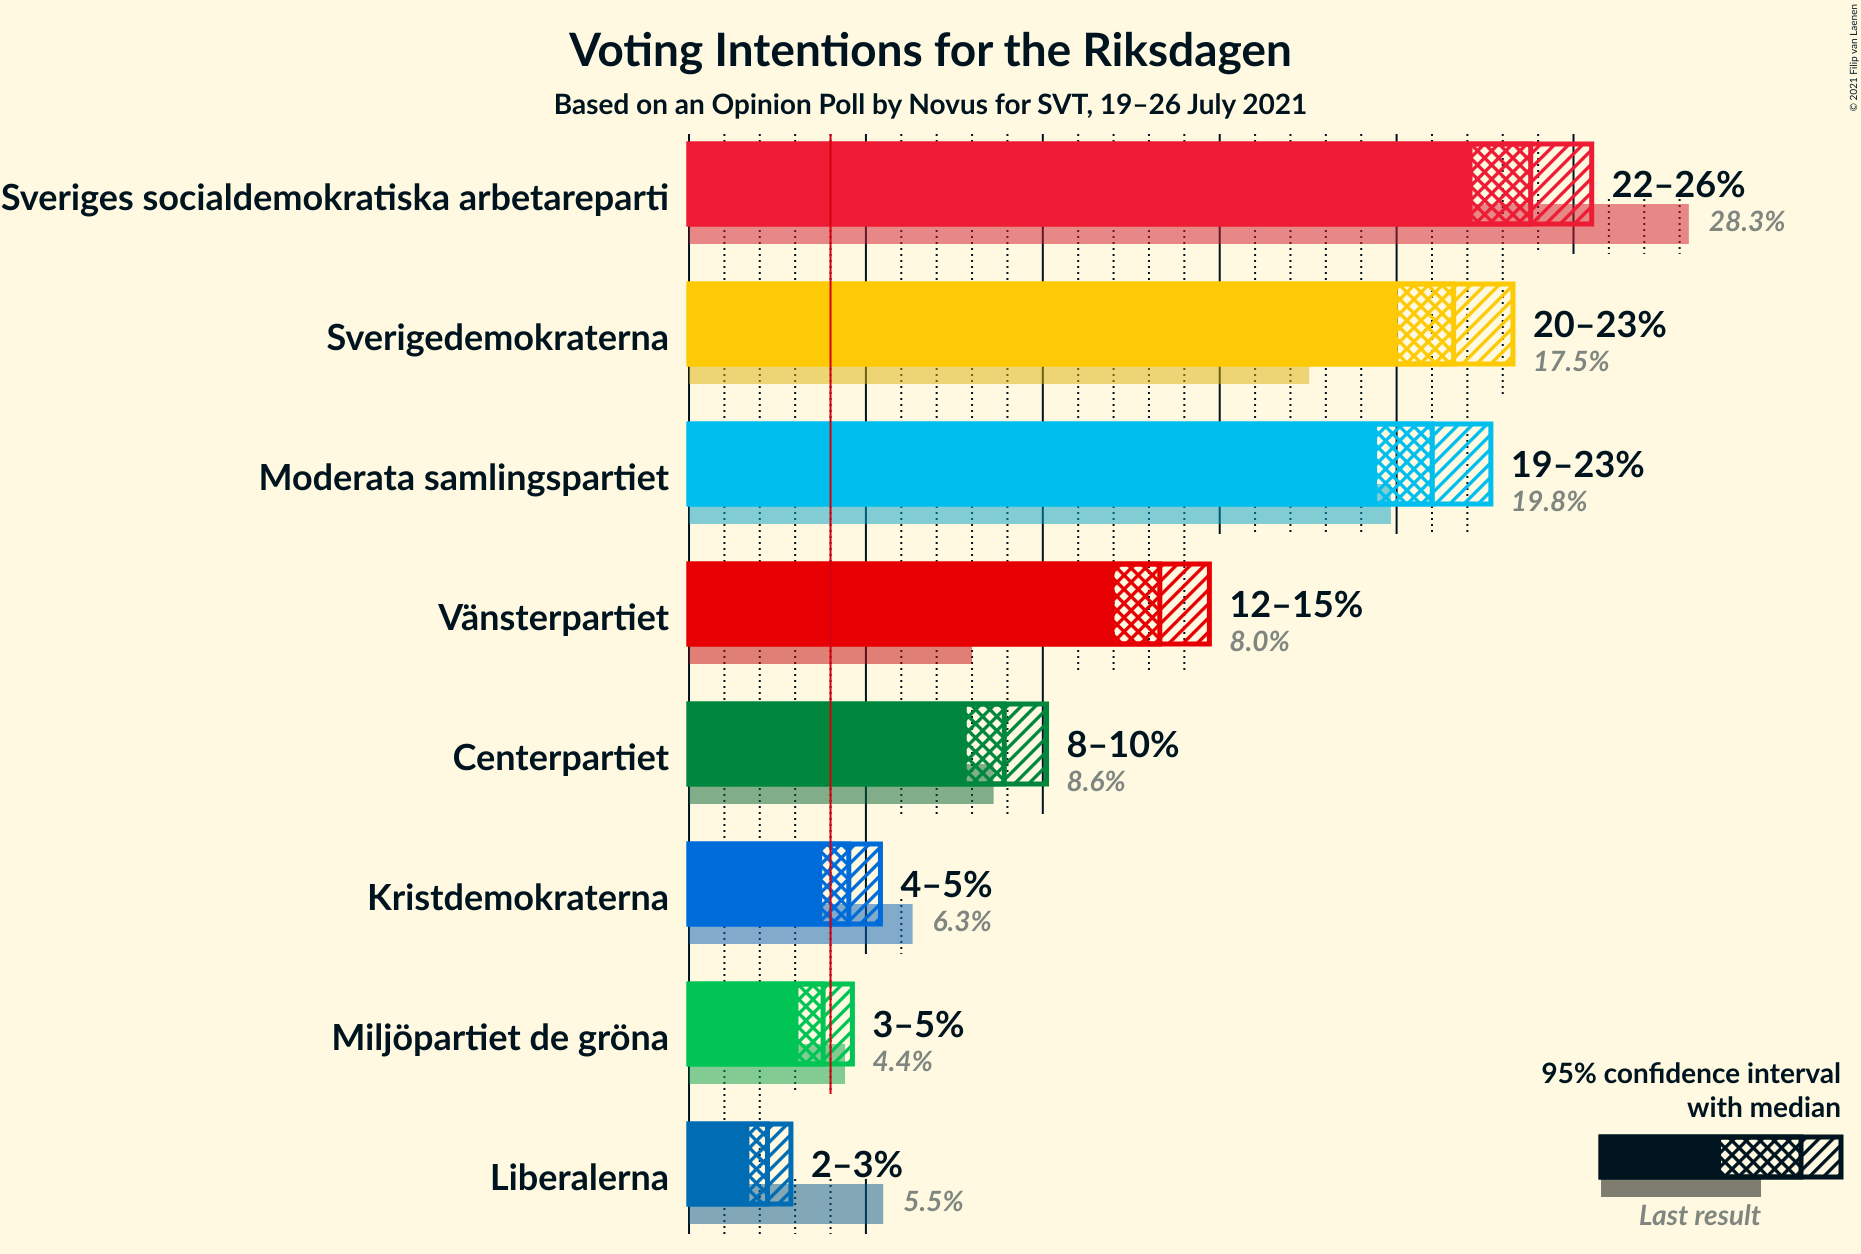 Voting Intentions for the Riksdagen
Based on an Opinion Poll by Novus for SVT, 19–26 July 2021
© 2021 Filip van Laenen
Sveriges socialdemokratiska arbetareparti
22–26%
28.3%
Sverigedemokraterna
20–23%
17.5%
Moderata samlingspartiet
19–23%
19.8%
Vänsterpartiet
12–15%
8.0%
Centerpartiet
8–10%
8.6%
Kristdemokraterna
4–5%
6.3%
Miljöpartiet de gröna
3–5%
4.4%
Liberalerna
2–3%
5.5%
95% confidence interval
with median
Last result